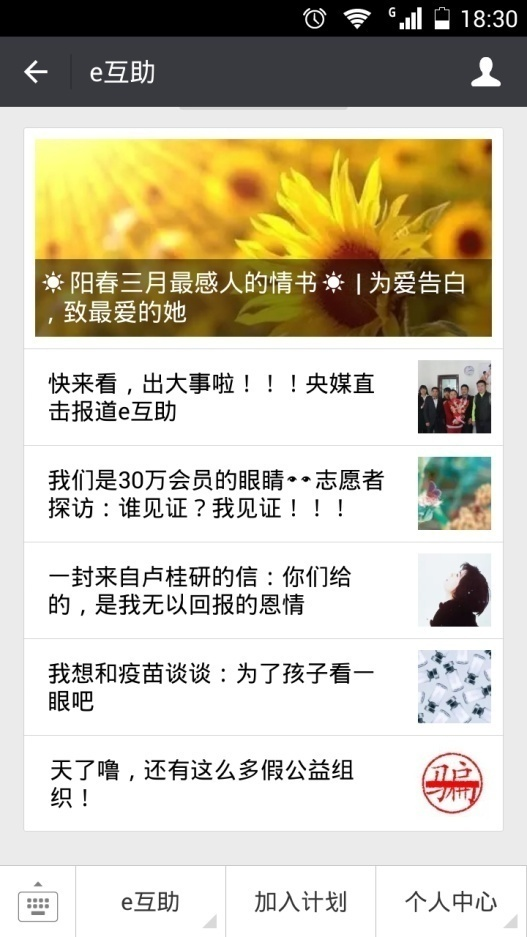 G 18:30
e互助
☀阳春三月最感人的情书☀ | 为爱告白
，致最爱的她
快来看，出大事啦！！！央媒直
击报道e互助
我们是30万会员的眼睛👀志愿者
探访：谁见证？我见证！！！
一封来自卢桂研的信：你们给
的，是我无以回报的恩情
我想和疫苗谈谈：为了孩子看一
眼吧
天了噜，还有这么多假公益组
织！
骗
e互助
加入计划
个人中心